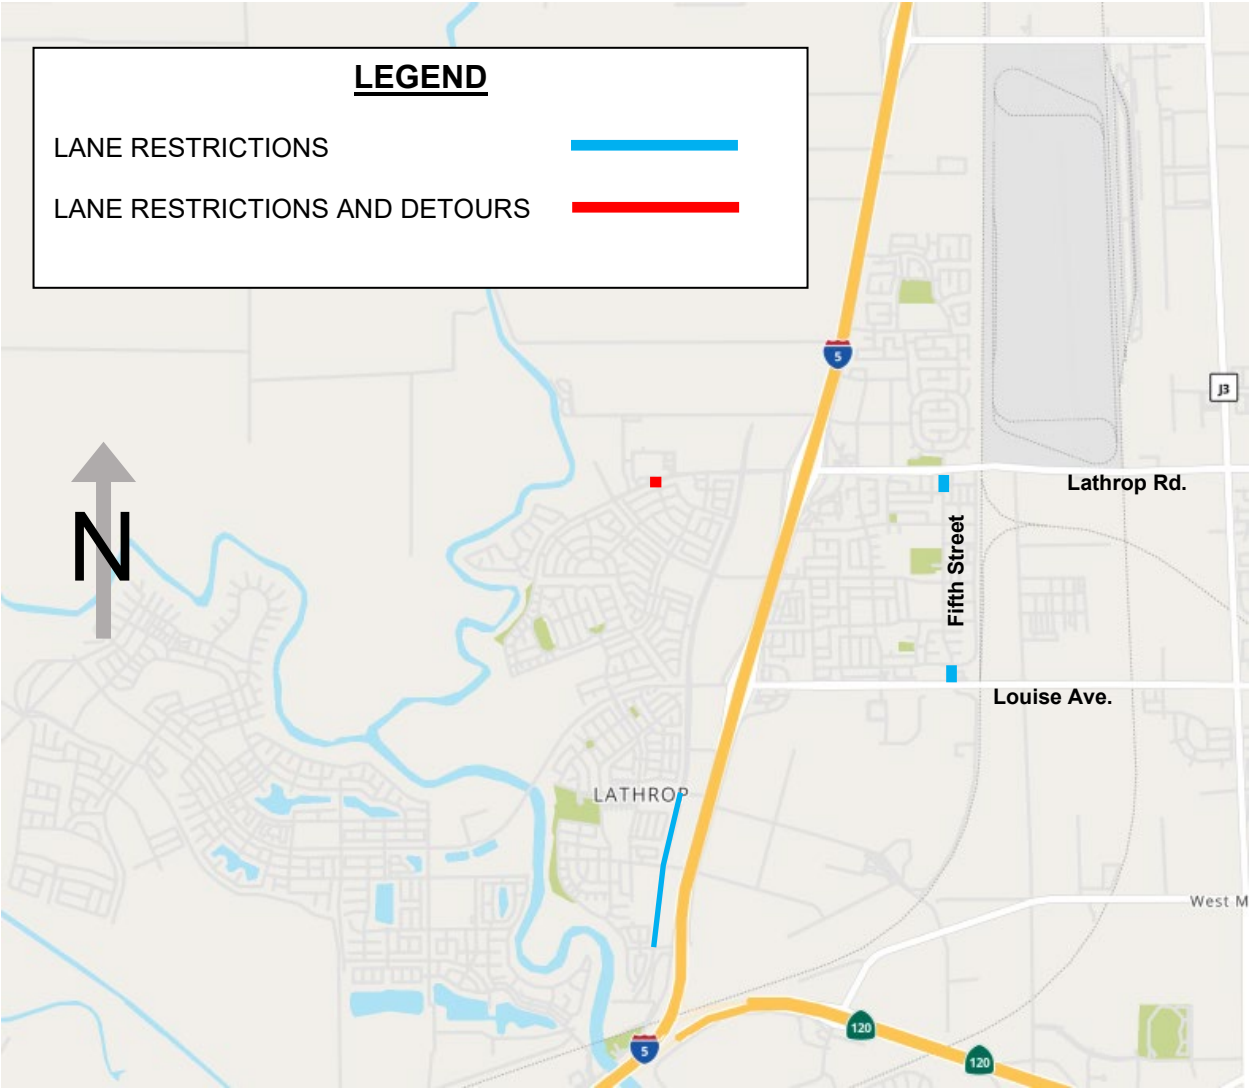 LEGEND
LANE RESTRICTIONS
LANE RESTRICTIONS AND DETOURS
5
J3
Lathrop Rd.
N
Fifth Street
Louise Ave.
LATHROP
West M
120
5
120